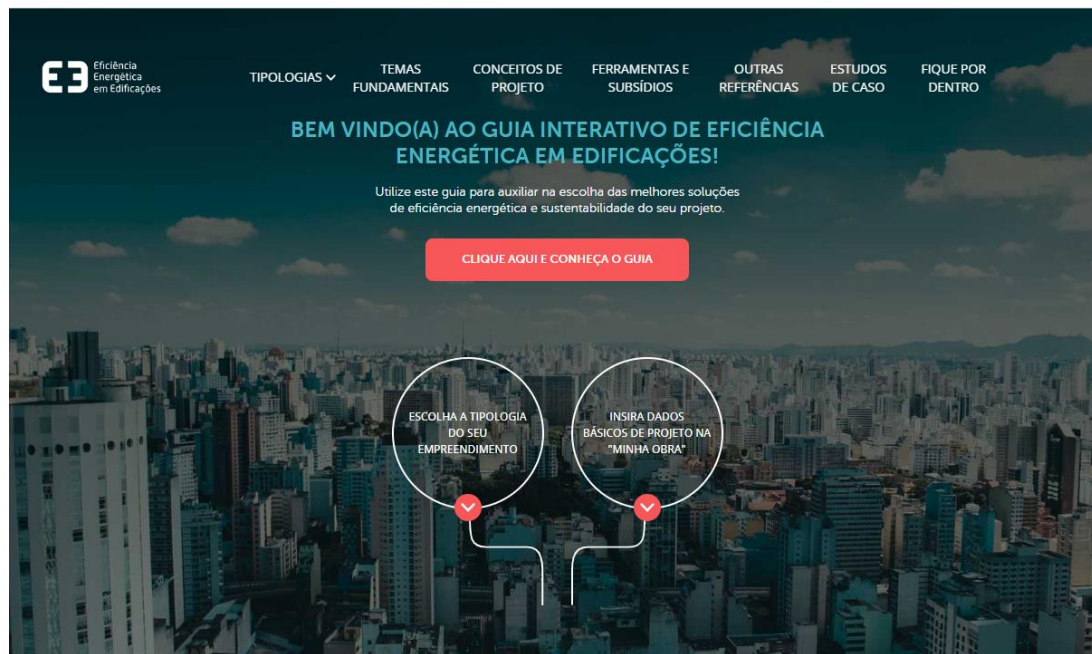 Eficiência
Energética
em Edificações
TIPOLOGIAS
TEMAS
FUNDAMENTAIS
CONCEITOS DE
PROJETO
FERRAMENTAS E
SUBSÍDIOS
OUTRAS
REFERÊNCIAS
ESTUDOS
DE CASO
FIQUE POR
DENTRO
BEM VINDO(A) AO GUIA INTERATIVO DE EFICIÊNCIA
ENERGÉTICA EM EDIFICAÇÕES!
Utilize este guia para auxiliar na escolha das melhores soluções
de eficiência energética e sustentabilidade do seu projeto.
CLIQUE AQUI E CONHEÇA O GUIA
ESCOLHA A TIPOLOGIA
DO SEU
EMPREENDIMENTO
INSIRA DADOS
BÁSICOS DE PROJETO NA
"MINHA OBRA"